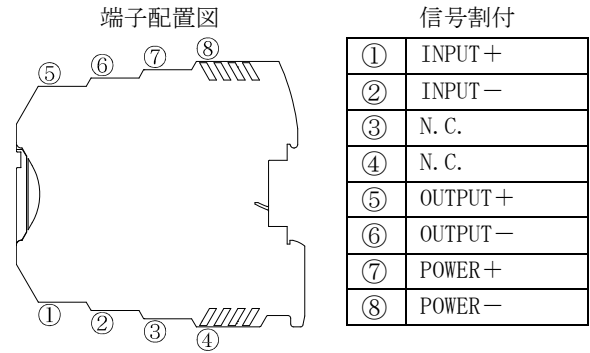 端子配置図
信号割付
⑤ ⑥ ⑦ ⑧
① ② ③ ④
① INPUT＋
② INPUT－
③ N.C.
④ N.C.
⑤ OUTPUT＋
⑥ OUTPUT－
⑦ POWER＋
⑧ POWER－